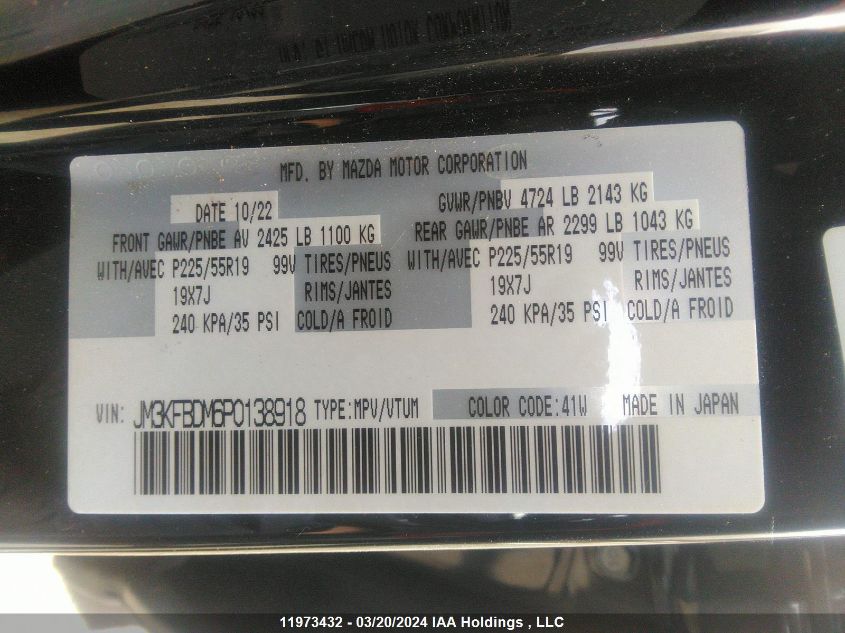 MFD. BY MAZDA MOTOR CORPORATION
DATE 10/22
GVWR/PNBV 4724 LB 2143 KG
FRONT GAWR/PNBE AV 2425 LB 1100 KG
REAR GAWR/PNBE AR 2299 LB 1043 KG
WITH/AVEC P225/55R19 99V TIRES/PNEUS
WITH/AVEC P225/55R19 99V TIRES/PNEUS
19X7J RIMS/JANTES
19X7J RIMS/JANTES
240 KPA/35 PSI COLD/A FROID
240 KPA/35 PSI COLD/A FROID
VIN: JM3KFBDM6P0138918 TYPE:MPV/VTUM COLOR CODE:41W MADE IN JAPAN
11973432 - 03/20/2024 IAA Holdings , LLC